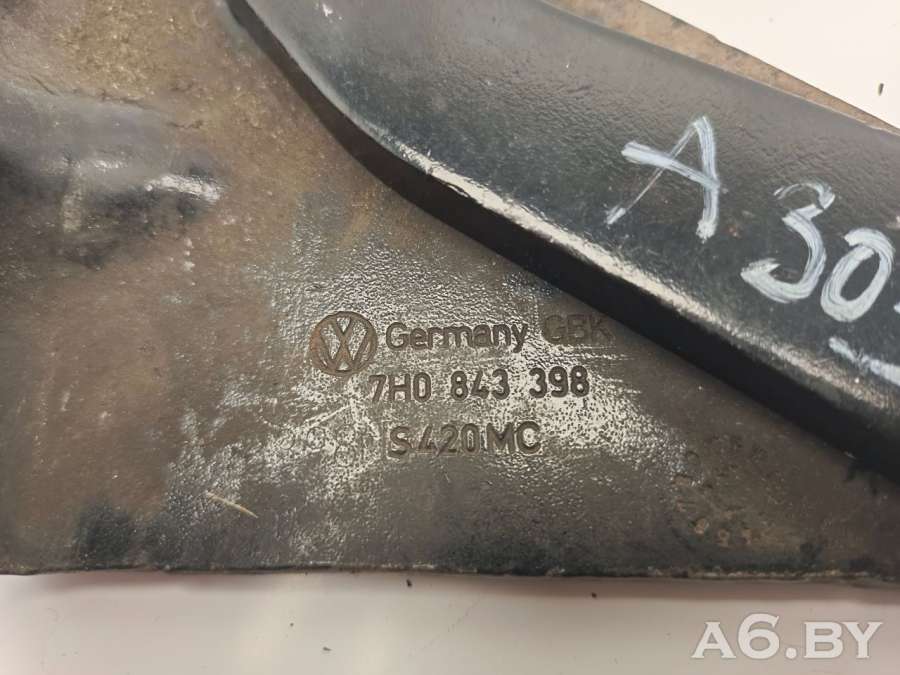 A 30
Germany GBK
7H0 843 398
S420MC
A6.BY